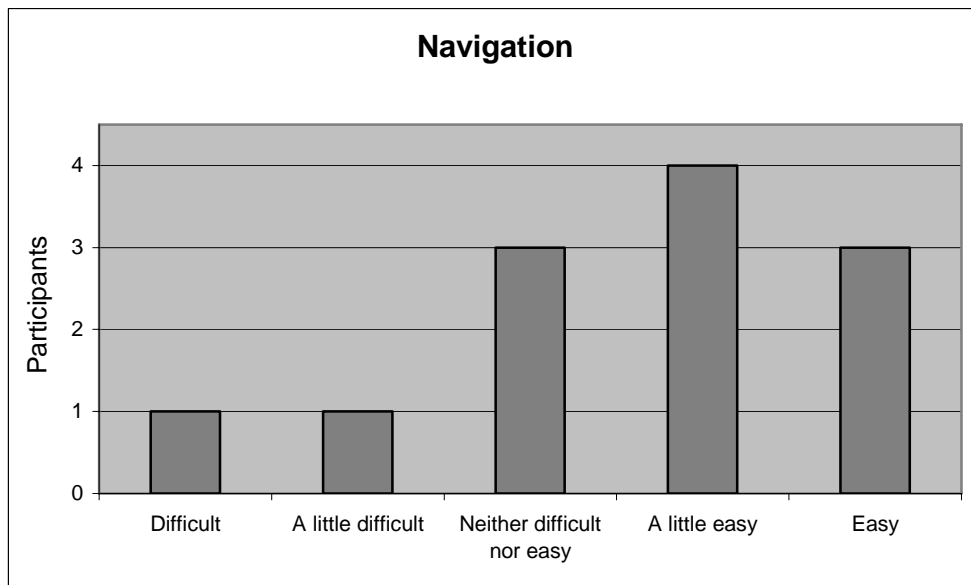 Navigation
Participants
4
3
2
1
0
Difficult
A little difficult
Neither difficult
nor easy
A little easy
Easy